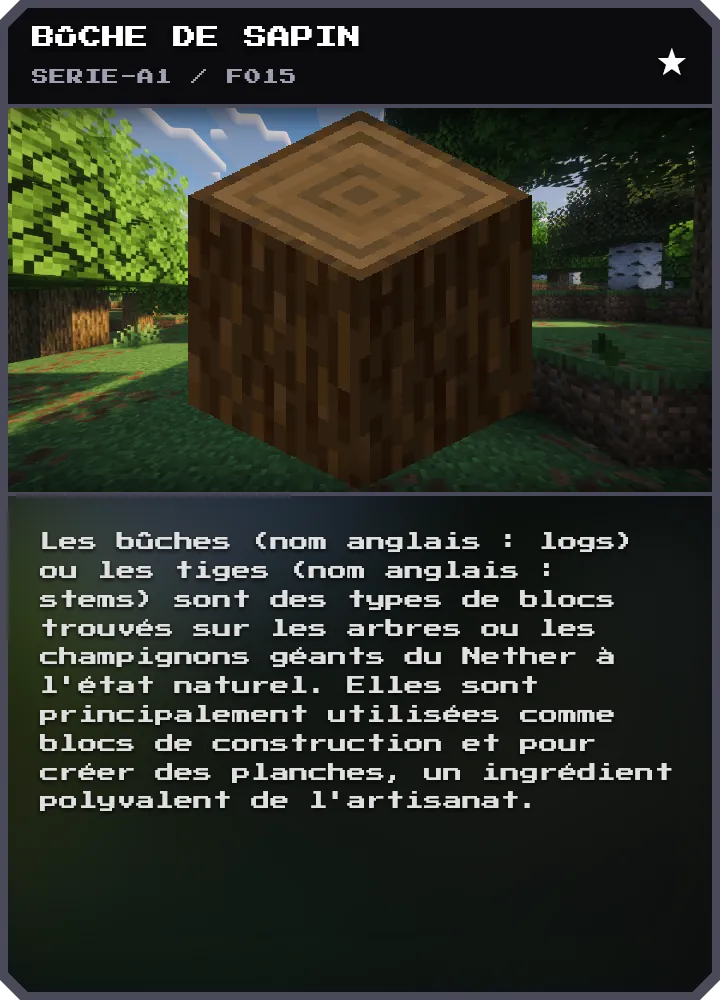 BûCHE DE SAPIN
SERIE-A1 / F015
Les bûches (nom anglais : logs)
ou les tiges (nom anglais :
stems) sont des types de blocs
trouvés sur les arbres ou les
champignons géants du Nether à
l'état naturel. Elles sont
principalement utilisées comme
blocs de construction et pour
créer des planches, un ingrédient
polyvalent de l'artisanat.